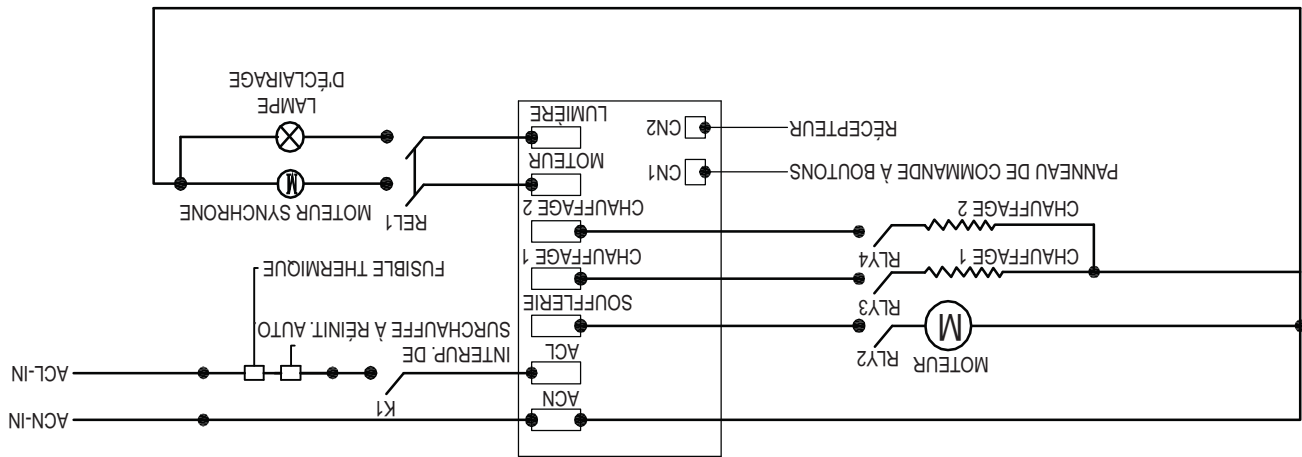 ACN-IN
ACN
K1
ACL-IN
ACL
INTERUP. DE
SURCHAUFFE À RÉINIT. AUTO.
FUSIBLE THERMIQUE
MOTEUR
RLY2
SOUFFLERIE
CHAUFFAGE 1
RLY3
CHAUFFAGE 1
CHAUFFAGE 2
RLY4
CHAUFFAGE 2
REL1
MOTEUR SYNCHRONE
PANNEAU DE COMMANDE À BOUTONS
CN1
MOTEUR
RÉCEPTEUR
CN2
LUMIÈRE
LAMPE
D'ÉCLAIRAGE
M
M